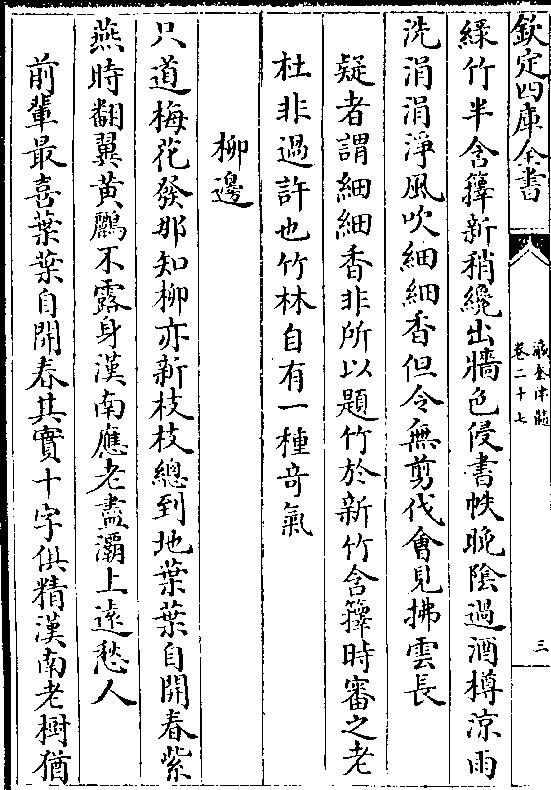 欽定四庫全書
瀛奎律髓
卷二十七
三
緑竹半含籜新稍纔出牆色侵書帙晚陰過酒樽涼雨
洗涓涓淨風吹細細香但令無剪伐㑹見拂雲長
疑者謂細細香非所以題竹於新竹含籜時審之老
杜非過許也竹林自有一種竒氣
柳邊
只道梅花發那知柳亦新枝枝總到地葉葉自開春紫
燕時翻翼黄鸝不露身漢南應老盡灞上逺愁人
前輩最喜葉葉自開春其實十字俱精漢南老樹猶